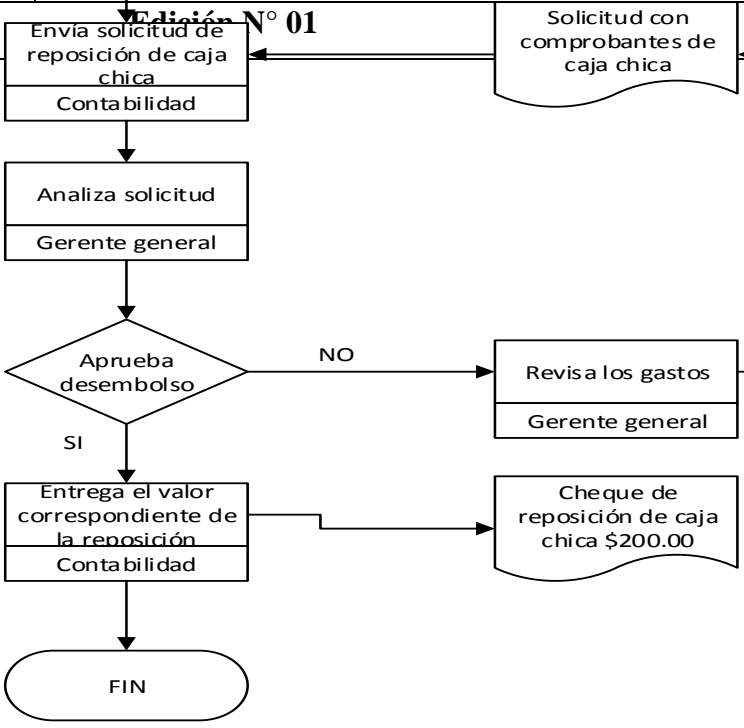 Edición N° 01
Envía solicitud de
reposición de caja
chica
Contabilidad
Solicitud con
comprobantes de
caja chica
Analiza solicitud
Gerente general
Aprueba
desembolso
NO
Revisa los gastos
Gerente general
SI
Entrega el valor
correspondiente de
la reposición
Contabilidad
Cheque de
reposición de caja
chica $200.00
FIN